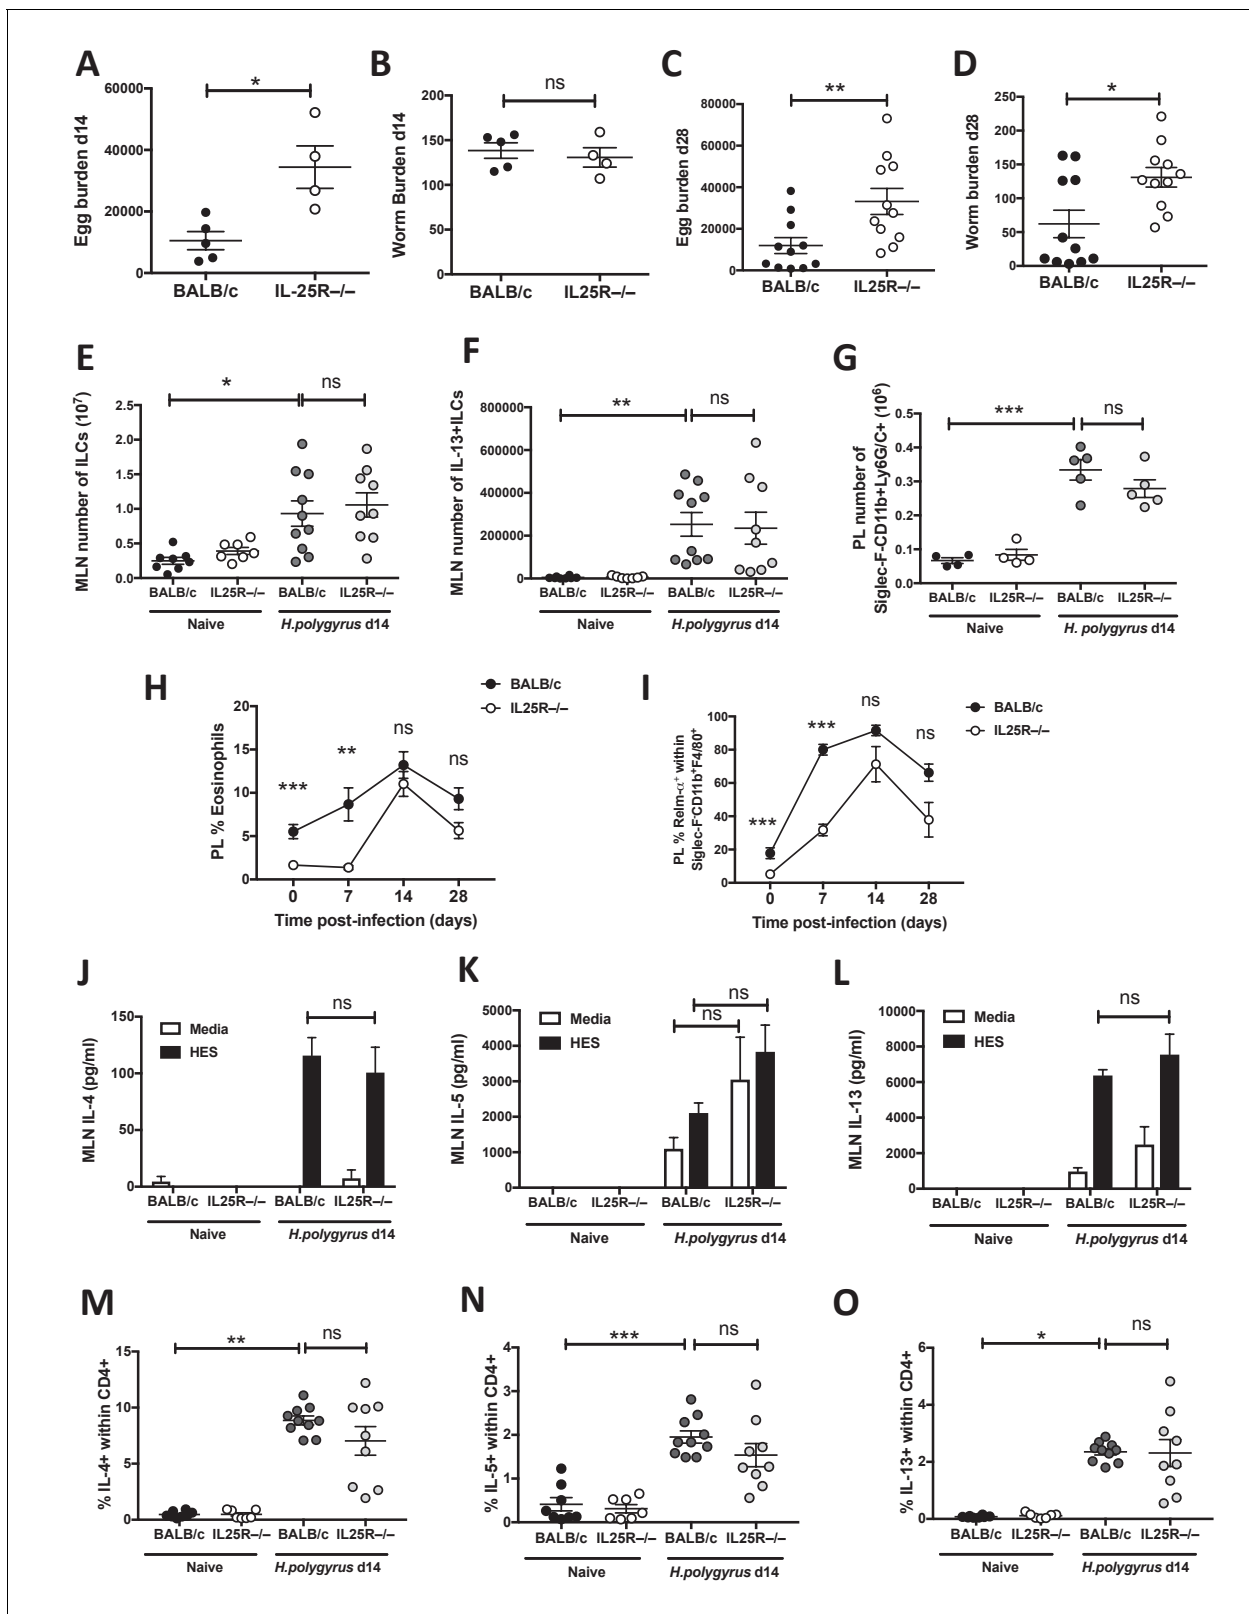 A
Egg burden d14
60000
40000
20000
0
*
BALB/c
IL-25R–/–
B
Worm Burden d14
200
150
100
50
0
ns
BALB/c
IL25R–/–
C
Egg burden d28
80000
60000
40000
20000
0
**
BALB/c
IL25R–/–
D
Worm burden d28
250
200
150
100
50
0
*
BALB/c
IL25R–/–
E
MLN number of ILCs (10⁷)
2.5
2.0
1.5
1.0
0.5
0.0
*
ns
BALB/c IL25R–/– BALB/c IL25R–/–
Naive
H.polygyrus d14
F
MLN number of IL-13+ILCs
800000
600000
400000
200000
0
**
ns
BALB/c IL25R–/– BALB/c IL25R–/–
Naive
H.polygyrus d14
G
PL number of
Siglec-F-CD11b+Ly6G/C+ (10⁶)
0.5
0.4
0.3
0.2
0.1
0.0
***
ns
BALB/c IL25R–/– BALB/c IL25R–/–
Naive
H. polygyrus d14
H
BALB/c
IL25R–/–
PL % Eosinophils
20
15
10
5
0
***
**
ns
ns
0 7 14 28
Time post-infection (days)
I
BALB/c
IL25R–/–
PL % Relm-α⁺ within
Siglec-F⁻CD11b⁺F4/80⁺
100
80
60
40
20
0
***
***
ns
ns
0 7 14 28
Time post-infection (days)
J
MLN IL-4 (pg/ml)
150
100
50
0
Media
HES
ns
BALB/c IL25R–/– BALB/c IL25R–/–
Naive
H.polygyrus d14
K
MLN IL-5 (pg/ml)
5000
4000
3000
2000
1000
0
Media
HES
ns
ns
BALB/c IL25R–/– BALB/c IL25R–/–
Naive
H.polygyrus d14
L
MLN IL-13 (pg/ml)
10000
8000
6000
4000
2000
0
Media
HES
ns
BALB/c IL25R–/– BALB/c IL25R–/–
Naive
H.polygyrus d14
M
% IL-4+ within CD4+
15
10
5
0
**
ns
BALB/c IL25R–/– BALB/c IL25R–/–
Naive
H.polygyrus d14
N
% IL-5+ within CD4+
4
3
2
1
0
***
ns
BALB/c IL25R–/– BALB/c IL25R–/–
Naive
H.polygyrus d14
O
% IL-13+ within CD4+
6
4
2
0
*
ns
BALB/c IL25R–/– BALB/c IL25R–/–
Naive
H.polygyrus d14